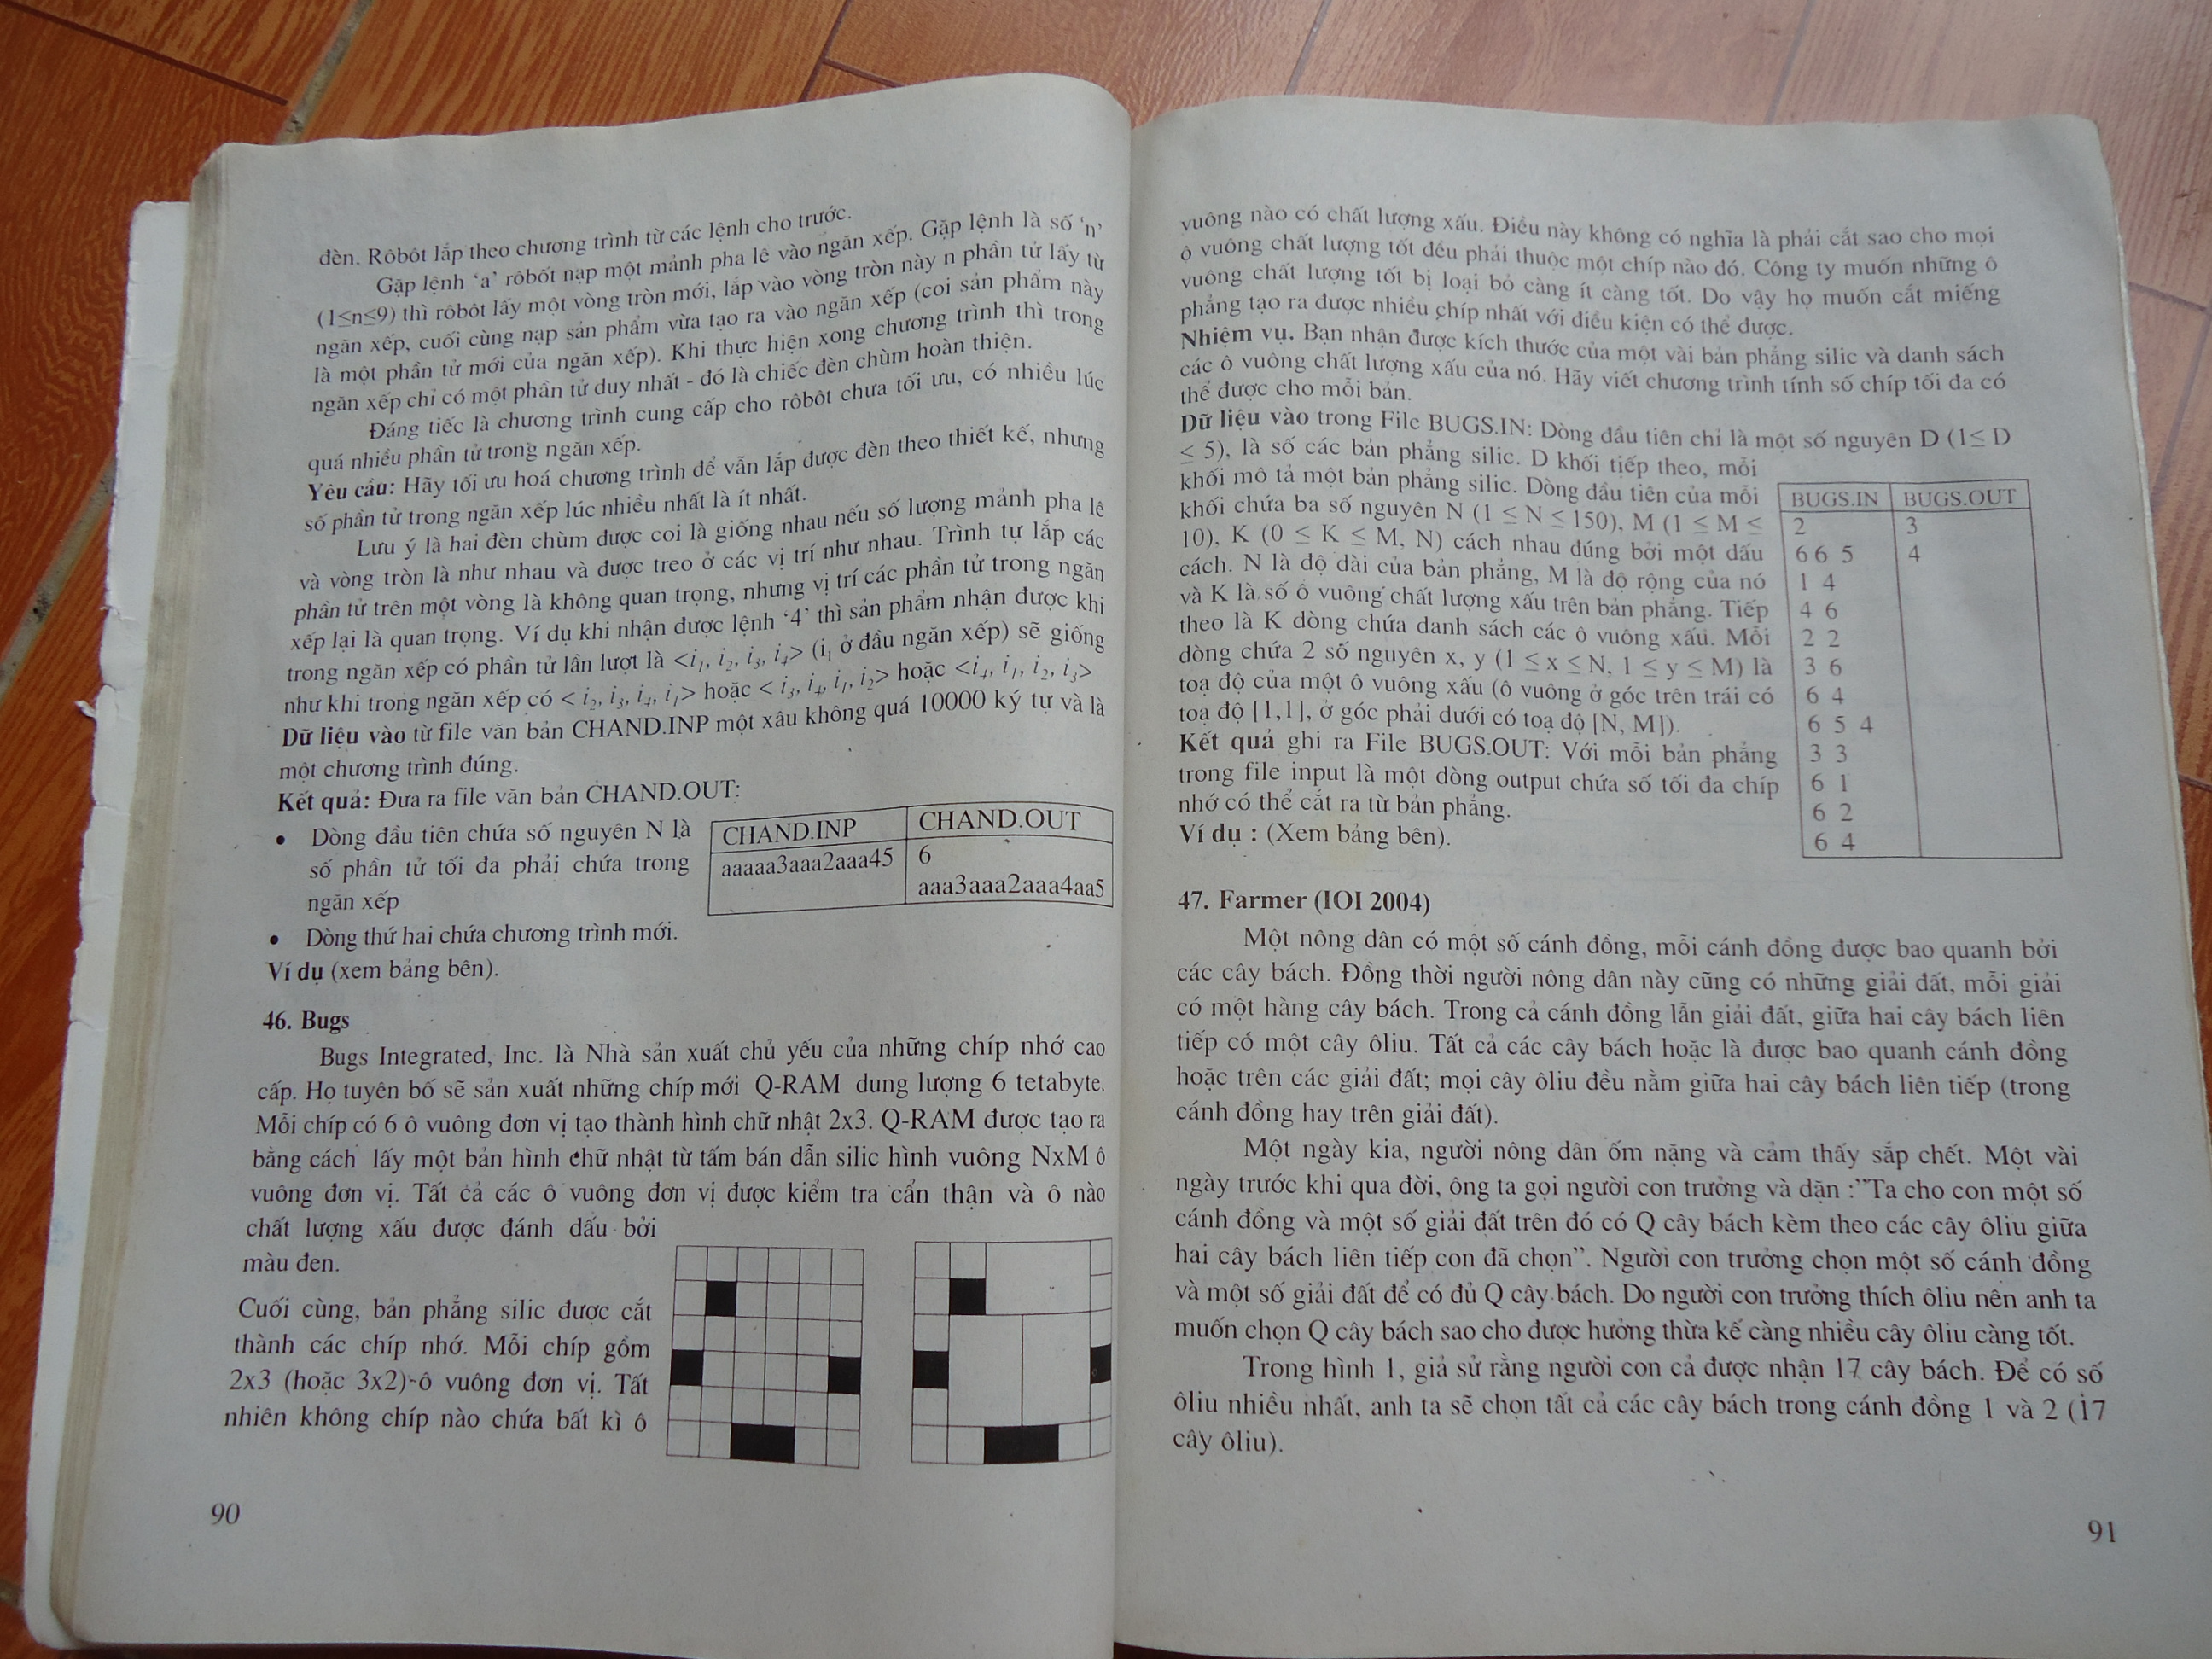 đèn. Rôbôt lắp theo chương trình từ các lệnh cho trước.
Gặp lệnh ‘a’ rôbốt nạp một mảnh pha lê vào ngăn xếp. Gặp lệnh là số ‘n’
(1≤n≤9) thì rôbôt lấy một vòng tròn mới, lắp vào vòng tròn này n phần tử lấy từ
ngăn xếp, cuối cùng nạp sản phẩm vừa tạo ra vào ngăn xếp (coi sản phẩm này
là một phần tử mới của ngăn xếp). Khi thực hiện xong chương trình thì trong
ngăn xếp chỉ có một phần tử duy nhất - đó là chiếc đèn chùm hoàn thiện.
Đáng tiếc là chương trình cung cấp cho rôbôt chưa tối ưu, có nhiều lúc
quá nhiều phần tử trong ngăn xếp.
Yêu cầu: Hãy tối ưu hoá chương trình để vẫn lắp được đèn theo thiết kế, nhưng
số phần tử trong ngăn xếp lúc nhiều nhất là ít nhất.
Lưu ý là hai đèn chùm được coi là giống nhau nếu số lượng mảnh pha lê
và vòng tròn là như nhau và được treo ở các vị trí như nhau. Trình tự lắp các
phần tử trên một vòng là không quan trọng, nhưng vị trí các phần tử trong ngăn
xếp lại là quan trọng. Ví dụ khi nhận được lệnh ‘4’ thì sản phẩm nhận được khi
trong ngăn xếp có phần tử lần lượt là <i1, i2, i3, i4> (i1 ở đầu ngăn xếp) sẽ giống
như khi trong ngăn xếp có < i2, i3, i4, i1> hoặc < i3, i4, i1, i2> hoặc <i4, i1, i2, i3>
Dữ liệu vào từ file văn bản CHAND.INP một xâu không quá 10000 ký tự và là
một chương trình đúng.
Kết quả: Đưa ra file văn bản CHAND.OUT:
• Dòng đầu tiên chứa số nguyên N là
số phần tử tối đa phải chứa trong
ngăn xếp
• Dòng thứ hai chứa chương trình mới.
Ví dụ (xem bảng bên).
CHAND.INP CHAND.OUT
aaaaa3aaa2aaa45 6
aaa3aaa2aaa4aa5
46. Bugs
Bugs Integrated, Inc. là Nhà sản xuất chủ yếu của những chíp nhớ cao
cấp. Họ tuyên bố sẽ sản xuất những chíp mới Q-RAM dung lượng 6 tetabyte.
Mỗi chíp có 6 ô vuông đơn vị tạo thành hình chữ nhật 2x3. Q-RAM được tạo ra
bằng cách lấy một bản hình chữ nhật từ tấm bán dẫn silic hình vuông NxM ô
vuông đơn vị. Tất cả các ô vuông đơn vị được kiểm tra cẩn thận và ô nào
chất lượng xấu được đánh dấu bởi
màu đen.
Cuối cùng, bản phẳng silic được cắt
thành các chíp nhớ. Mỗi chíp gồm
2x3 (hoặc 3x2)-ô vuông đơn vị. Tất
nhiên không chíp nào chứa bất kì ô
90
vuông nào có chất lượng xấu. Điều này không có nghĩa là phải cắt sao cho mọi
ô vuông chất lượng tốt đều phải thuộc một chíp nào đó. Công ty muốn những ô
vuông chất lượng tốt bị loại bỏ càng ít càng tốt. Do vậy họ muốn cắt miếng
phẳng tạo ra được nhiều chíp nhất với điều kiện có thể được.
Nhiệm vụ. Bạn nhận được kích thước của một vài bản phẳng silic và danh sách
các ô vuông chất lượng xấu của nó. Hãy viết chương trình tính số chíp tối đa có
thể được cho mỗi bản.
Dữ liệu vào trong File BUGS.IN: Dòng đầu tiên chỉ là một số nguyên D (1≤ D
≤ 5), là số các bản phẳng silic. D khối tiếp theo, mỗi
khối mô tả một bản phẳng silic. Dòng đầu tiên của mỗi
khối chứa ba số nguyên N (1 ≤ N ≤ 150), M (1 ≤ M ≤
10), K (0 ≤ K ≤ M, N) cách nhau đúng bởi một dấu
cách. N là độ dài của bản phẳng, M là độ rộng của nó
và K là số ô vuông chất lượng xấu trên bản phẳng. Tiếp
theo là K dòng chứa danh sách các ô vuông xấu. Mỗi
dòng chứa 2 số nguyên x, y (1 ≤ x ≤ N, 1 ≤ y ≤ M) là
toạ độ của một ô vuông xấu (ô vuông ở góc trên trái có
toạ độ [1,1], ở góc phải dưới có toạ độ [N, M]).
Kết quả ghi ra File BUGS.OUT: Với mỗi bản phẳng
trong file input là một dòng output chứa số tối đa chíp
nhớ có thể cắt ra từ bản phẳng.
Ví dụ : (Xem bảng bên).
BUGS.IN BUGS.OUT
2 3
6 6 5 4
1 4
4 6
2 2
3 6
6 4
6 5 4
3 3
6 1
6 2
6 4
47. Farmer (IOI 2004)
Một nông dân có một số cánh đồng, mỗi cánh đồng được bao quanh bởi
các cây bách. Đồng thời người nông dân này cũng có những giải đất, mỗi giải
có một hàng cây bách. Trong cả cánh đồng lẫn giải đất, giữa hai cây bách liên
tiếp có một cây ôliu. Tất cả các cây bách hoặc là được bao quanh cánh đồng
hoặc trên các giải đất; mọi cây ôliu đều nằm giữa hai cây bách liên tiếp (trong
cánh đồng hay trên giải đất).
Một ngày kia, người nông dân ốm nặng và cảm thấy sắp chết. Một vài
ngày trước khi qua đời, ông ta gọi người con trưởng và dặn :”Ta cho con một số
cánh đồng và một số giải đất trên đó có Q cây bách kèm theo các cây ôliu giữa
hai cây bách liên tiếp con đã chọn”. Người con trưởng chọn một số cánh đồng
và một số giải đất để có đủ Q cây bách. Do người con trưởng thích ôliu nên anh ta
muốn chọn Q cây bách sao cho được hưởng thừa kế càng nhiều cây ôliu càng tốt.
Trong hình 1, giả sử rằng người con cả được nhận 17 cây bách. Để có số
ôliu nhiều nhất, anh ta sẽ chọn tất cả các cây bách trong cánh đồng 1 và 2 (17
cây ôliu).
91